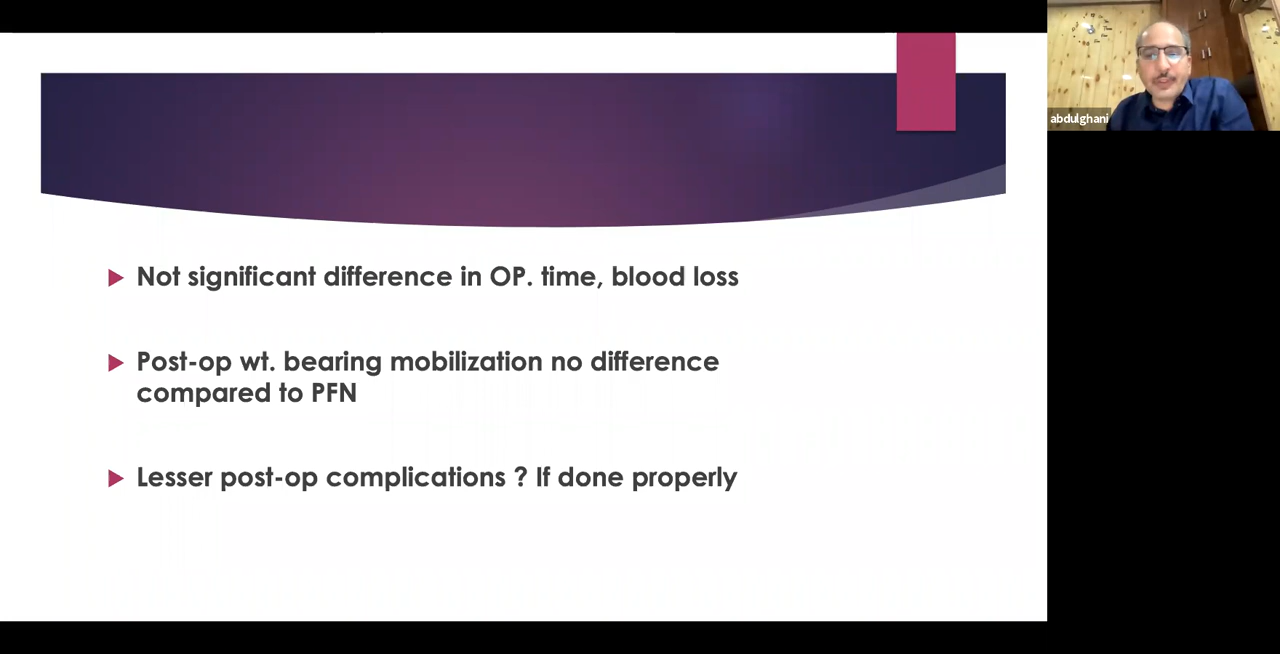 Not significant difference in OP. time, blood loss
Post-op wt. bearing mobilization no difference
compared to PFN
Lesser post-op complications ? If done properly
abdulghani